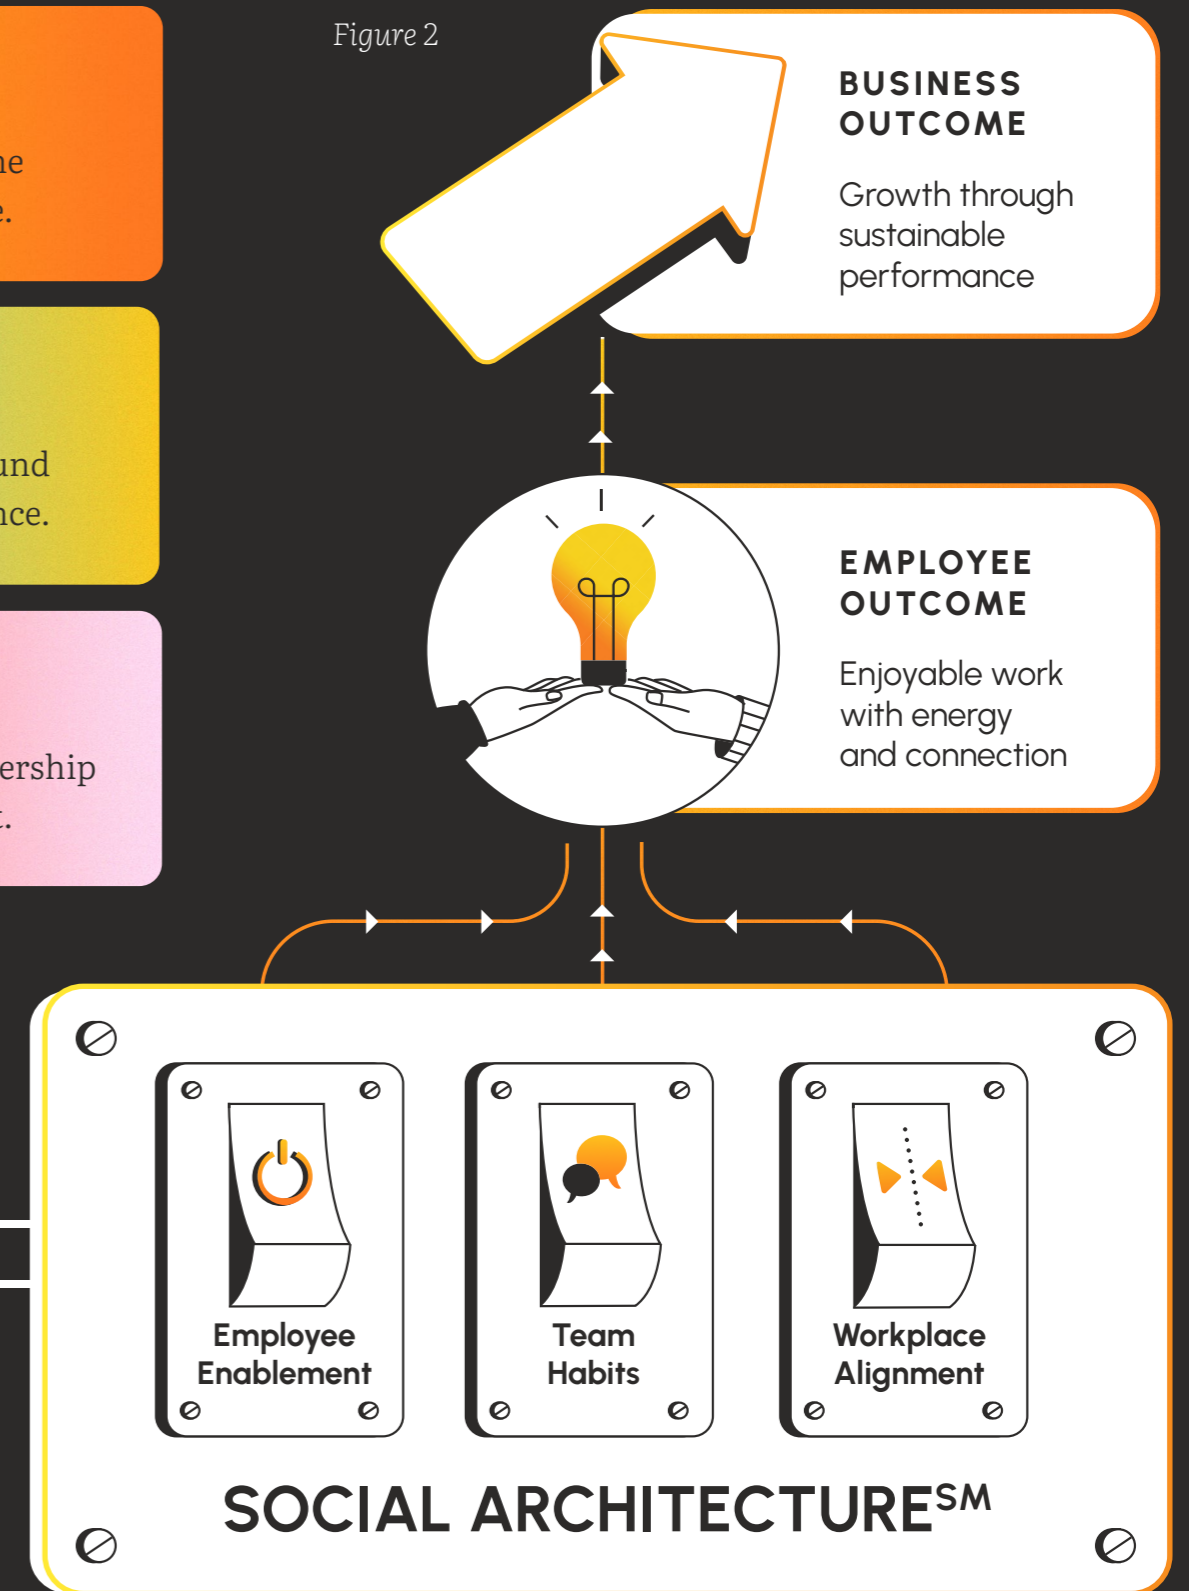 Figure 2
BUSINESS
OUTCOME
Growth through
sustainable
performance
EMPLOYEE
OUTCOME
Enjoyable work
with energy
and connection
Employee
Enablement
Team
Habits
Workplace
Alignment
SOCIAL ARCHITECTURE℠